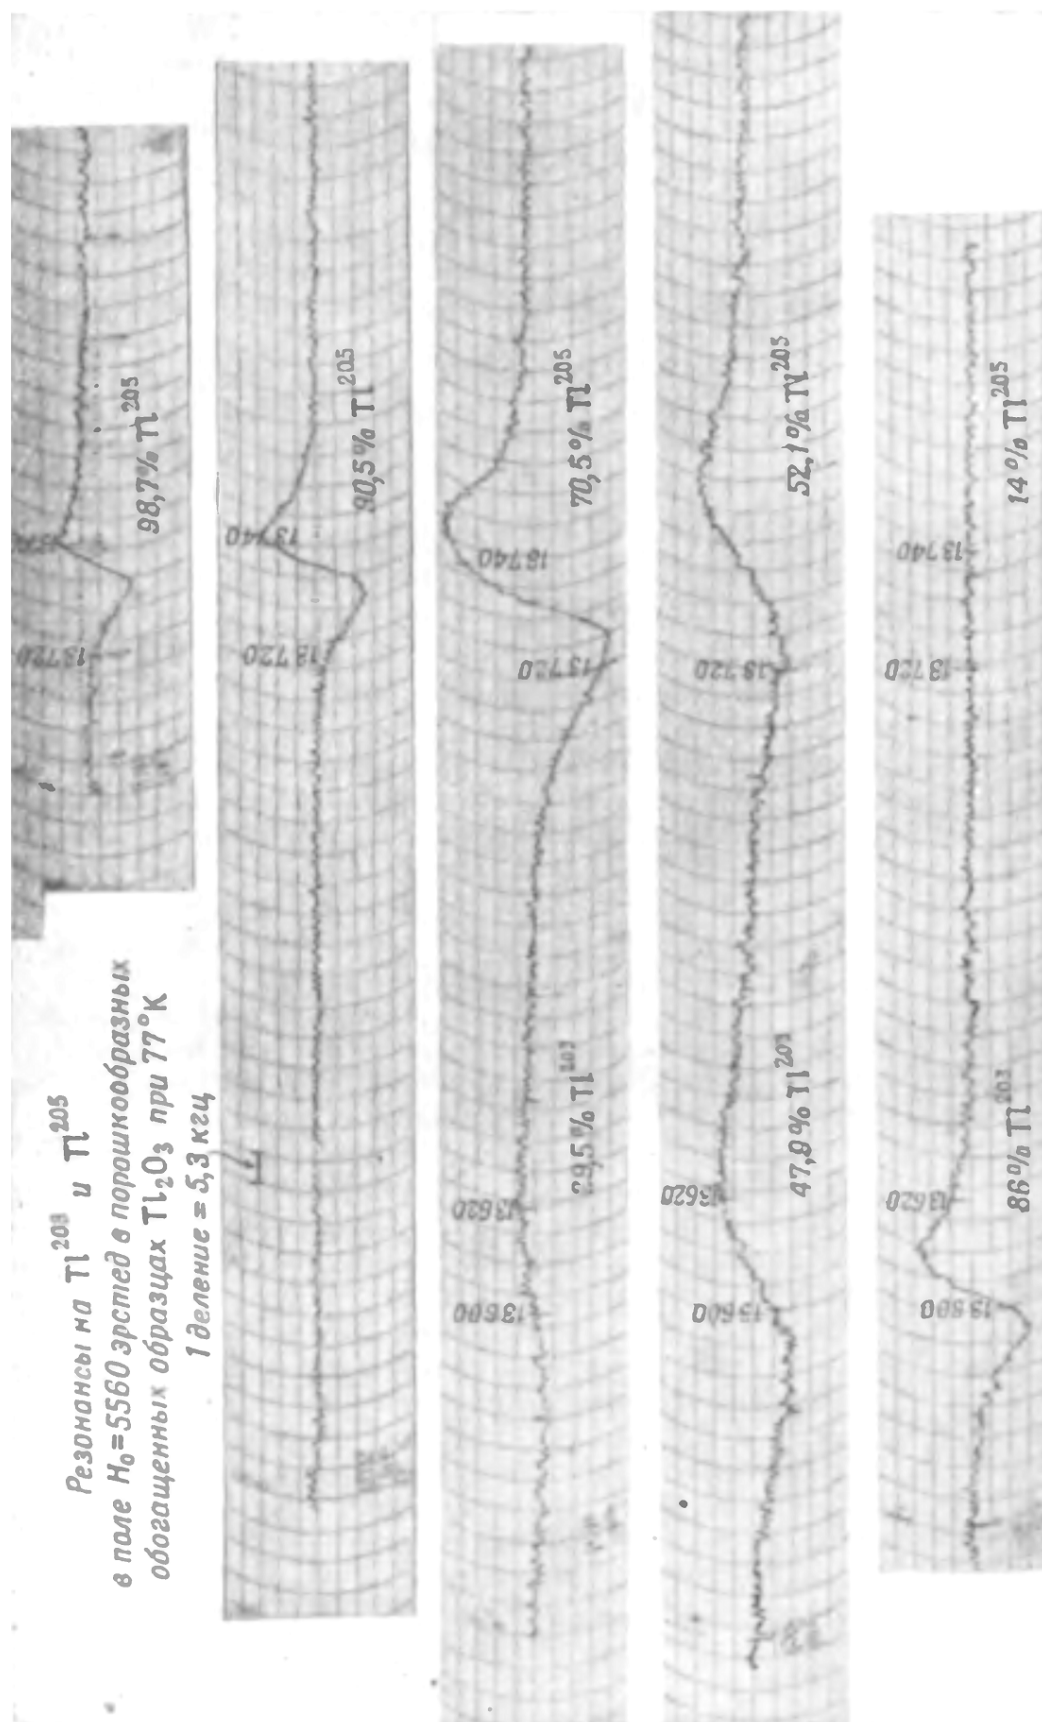 Резонансы на Tl²⁰³ и Tl²⁰⁵
в поле H₀=5560 эрстед в порошкообразных
обогащенных образцах Tl₂O₃ при 77°K
1 деление = 5,3 кгц
13720
98,7% Tl²⁰⁵
13720
13740
90,5% Tl²⁰⁵
13600
13620
13720
13740
29,5% Tl²⁰³
70,5% Tl²⁰⁵
13600
13620
13720
47,9% Tl²⁰³
52,1% Tl²⁰⁵
13600
13620
13720
13740
86% Tl²⁰³
14% Tl²⁰⁵